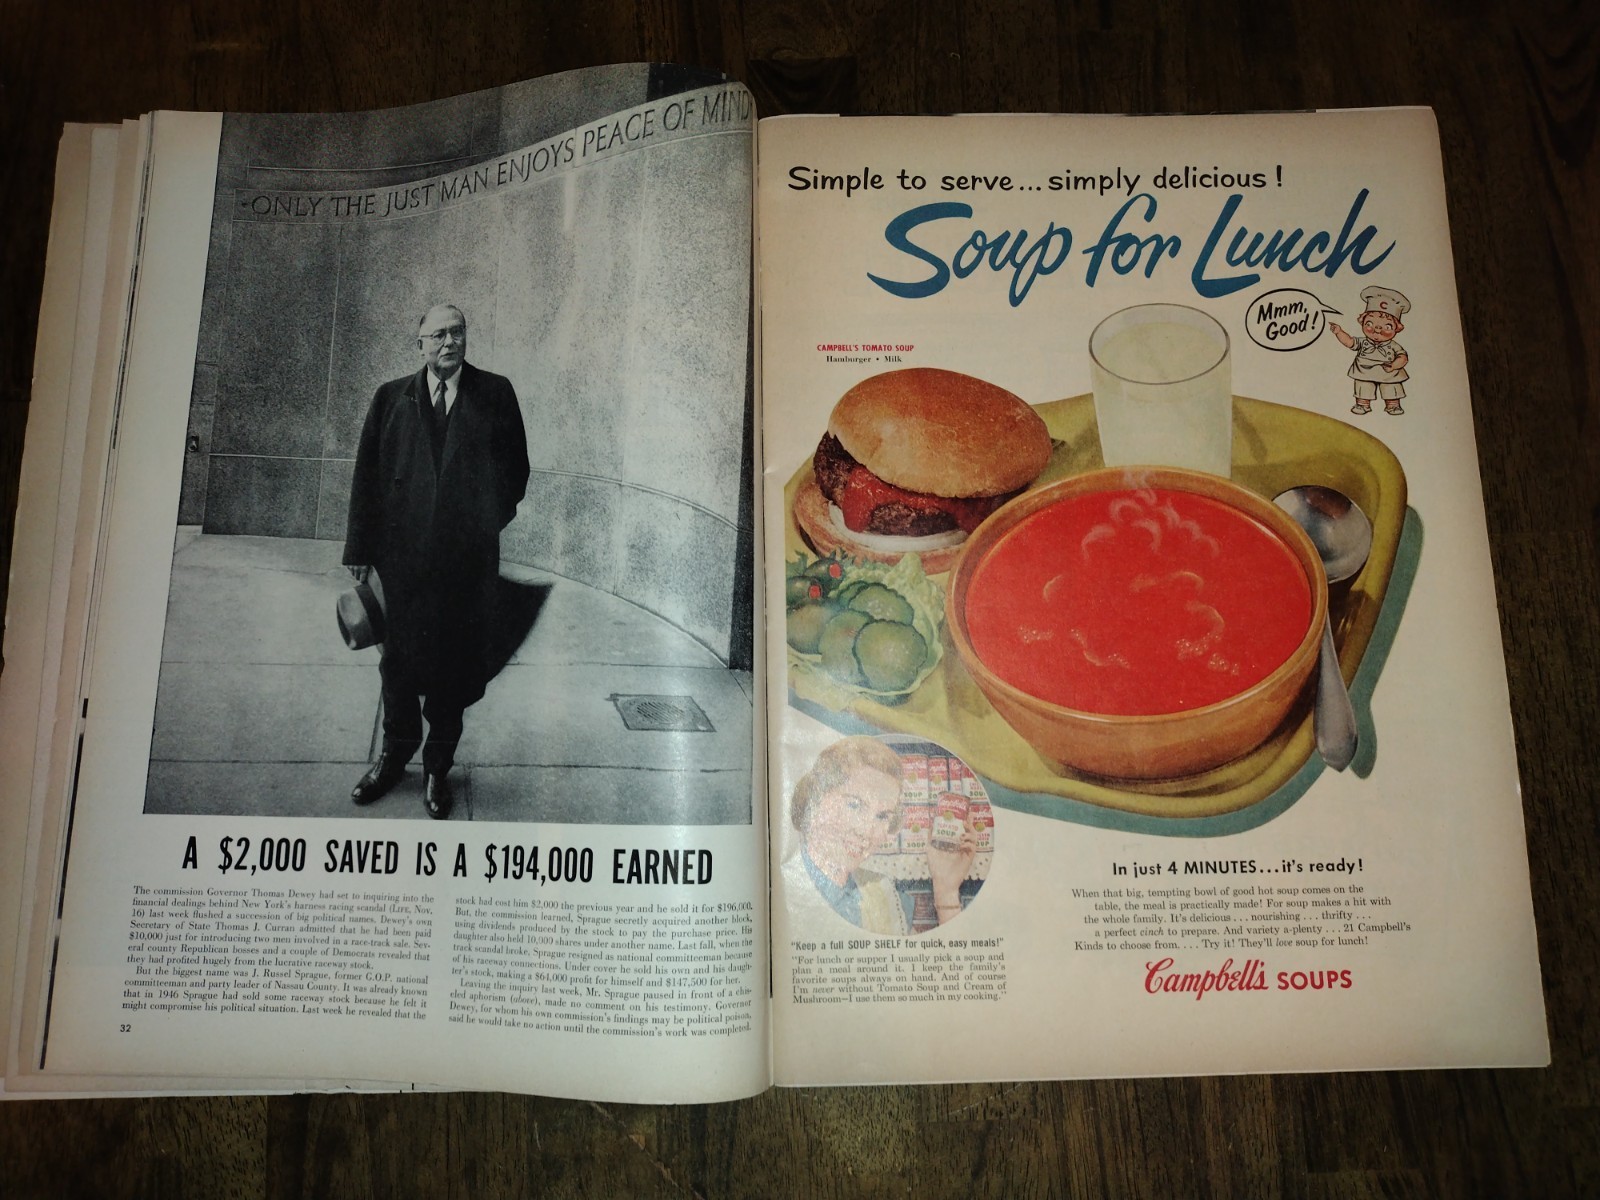 ONLY THE JUST MAN ENJOYS PEACE OF MIND
A $2,000 SAVED IS A $194,000 EARNED
The commission Governor Thomas Dewey had set to inquiring into the
financial dealings behind New York's harness racing scandal (LIFE, Nov.
16) last week flushed a succession of big political names. Dewey's own
Secretary of State Thomas J. Curran admitted that he had been paid
$10,000 just for introducing two men involved in a race-track sale. Sev-
eral county Republican bosses and a couple of Democrats revealed that
they had profited hugely from the lucrative raceway stock.
But the biggest name was J. Russel Sprague, former G.O.P. national
committeeman and party leader of Nassau County. It was already known
that in 1946 Sprague had sold some raceway stock because he felt it
might compromise his political situation. Last week he revealed that the
stock had cost him $2,000 the previous year and he sold it for $196,000.
But, the commission learned, Sprague secretly acquired another block,
using dividends produced by the stock to pay the purchase price. His
daughter also held 10,000 shares under another name. Last fall, when the
track scandal broke, Sprague resigned as national committeeman because
of his raceway connections. Under cover he sold his own and his daugh-
ter's stock, making a $64,000 profit for himself and $147,500 for her.
Leaving the inquiry last week, Mr. Sprague paused in front of a chis-
eled aphorism (above), made no comment on his testimony. Governor
Dewey, for whom his own commission's findings may be political poison,
said he would take no action until the commission's work was completed.
32
Simple to serve...simply delicious!
Soup for Lunch
Mmm,
Good!
C
CAMPBELL'S TOMATO SOUP
Hamburger • Milk
SOUP
SOUP
"Keep a full SOUP SHELF for quick, easy meals!"
"For lunch or supper I usually pick a soup and
plan a meal around it. I keep the family's
favorite soups always on hand. And of course
I'm never without Tomato Soup and Cream of
Mushroom—I use them so much in my cooking."
In just 4 MINUTES...it's ready!
When that big, tempting bowl of good hot soup comes on the
table, the meal is practically made! For soup makes a hit with
the whole family. It's delicious . . . nourishing . . . thrifty . . .
a perfect cinch to prepare. And variety a-plenty . . . 21 Campbell's
Kinds to choose from. . . . Try it! They'll love soup for lunch!
Campbell's SOUPS